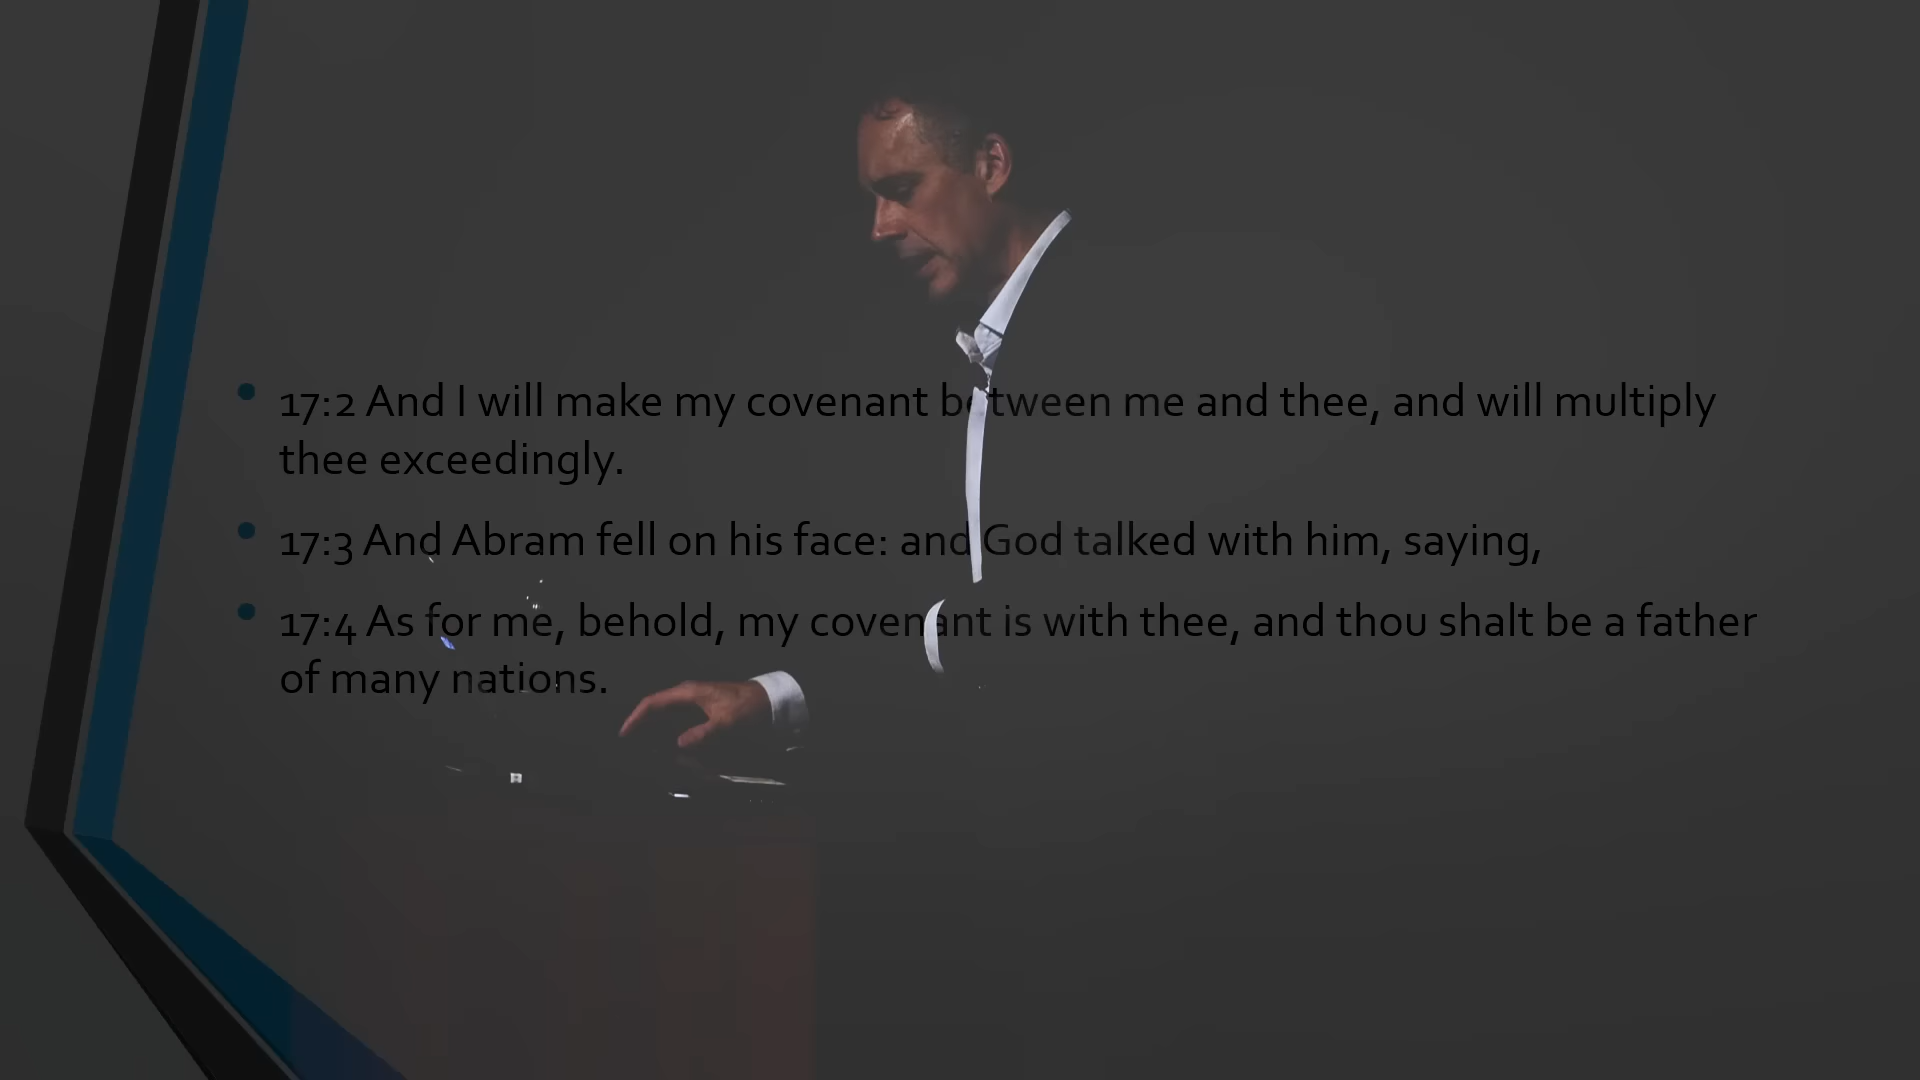 17:2 And I will make my covenant between me and thee, and will multiply
thee exceedingly.
17:3 And Abram fell on his face: and God talked with him, saying,
17:4 As for me, behold, my covenant is with thee, and thou shalt be a father
of many nations.